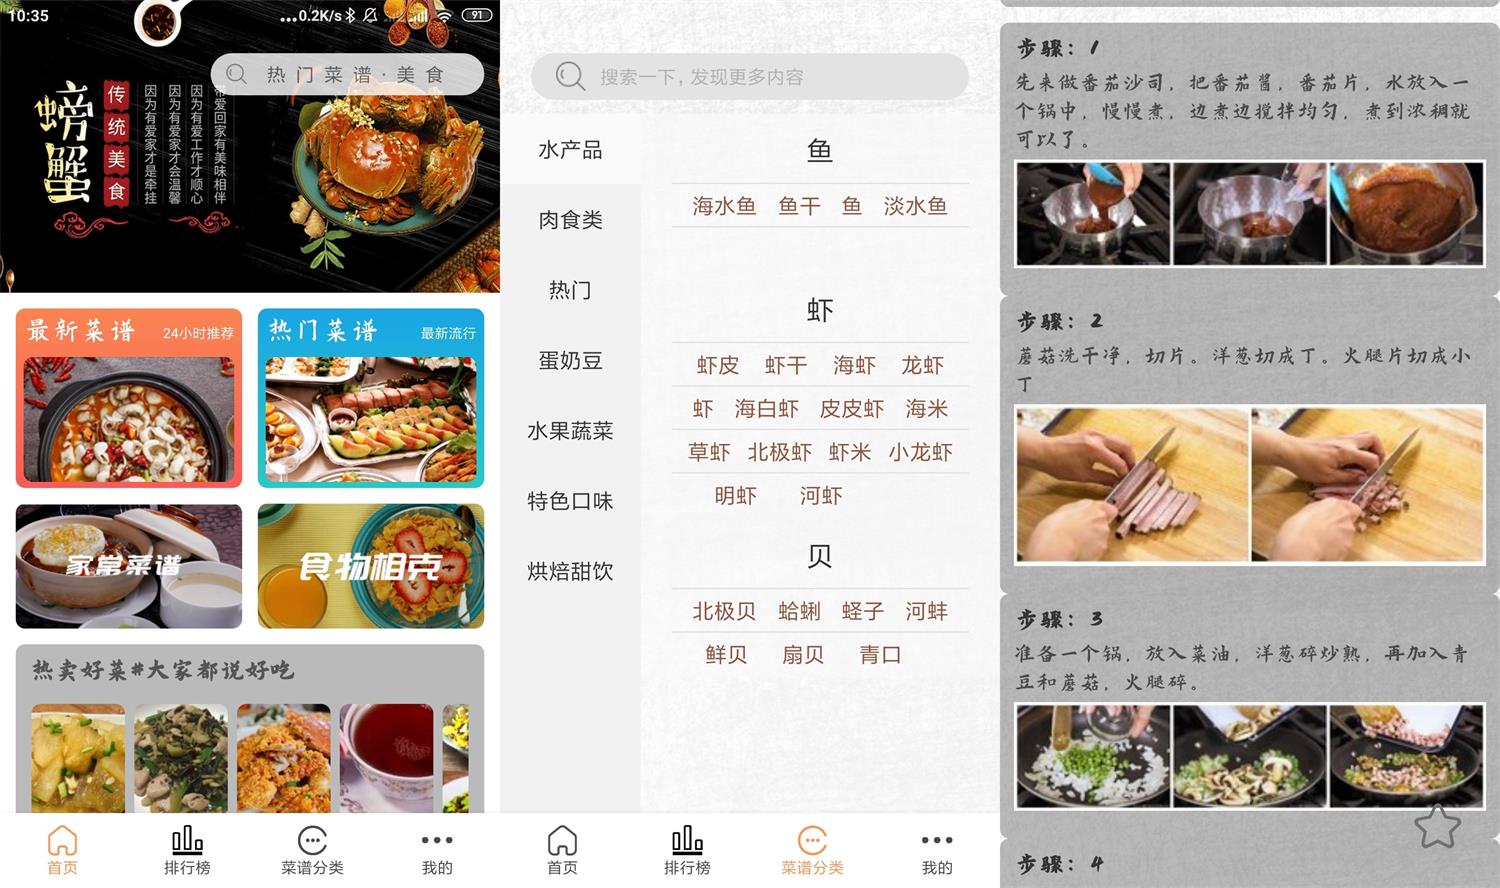 10:35
...0.2K/s
91
热门菜谱·美食
螃蟹
传统美食
带爱回家有美味相伴
因为有爱工作才顺心
因为有爱家才会温馨
因为有爱家才是牵挂
最新菜谱 24小时推荐
热门菜谱 最新流行
家常菜谱
食物相克
热卖好菜#大家都说好吃
首页 排行榜 菜谱分类 我的
搜索一下,发现更多内容
水产品
肉食类
热门
蛋奶豆
水果蔬菜
特色口味
烘焙甜饮
鱼
海水鱼 鱼干 鱼 淡水鱼
虾
虾皮 虾干 海虾 龙虾
虾 海白虾 皮皮虾 海米
草虾 北极虾 虾米 小龙虾
明虾 河虾
贝
北极贝 蛤蜊 蛏子 河蚌
鲜贝 扇贝 青口
首页 排行榜 菜谱分类 我的
步骤：1
先来做番茄沙司，把番茄酱，番茄片，水放入一
个锅中，慢慢煮，边煮边搅拌均匀，煮到浓稠就
可以了。
步骤：2
蘑菇洗干净，切片。洋葱切成丁。火腿片切成小
丁
步骤：3
准备一个锅，放入菜油，洋葱碎炒熟，再加入青
豆和蘑菇，火腿碎。
步骤：4